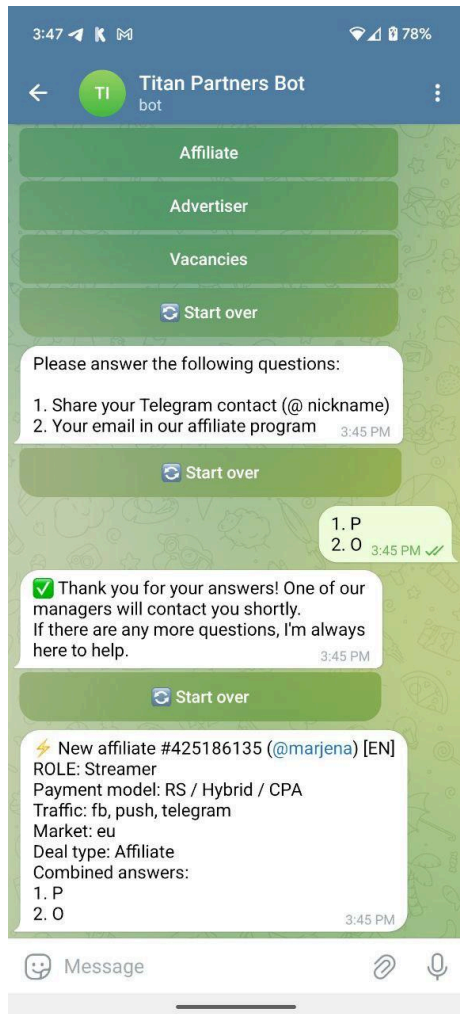 3:47 78%
TI Titan Partners Bot
bot
Affiliate
Advertiser
Vacancies
Start over
Please answer the following questions:
1. Share your Telegram contact (@ nickname)
2. Your email in our affiliate program 3:45 PM
Start over
1. P
2. O 3:45 PM
Thank you for your answers! One of our
managers will contact you shortly.
If there are any more questions, I'm always
here to help. 3:45 PM
Start over
⚡ New affiliate #425186135 (@marjena) [EN]
ROLE: Streamer
Payment model: RS / Hybrid / CPA
Traffic: fb, push, telegram
Market: eu
Deal type: Affiliate
Combined answers:
1. P
2. O 3:45 PM
Message